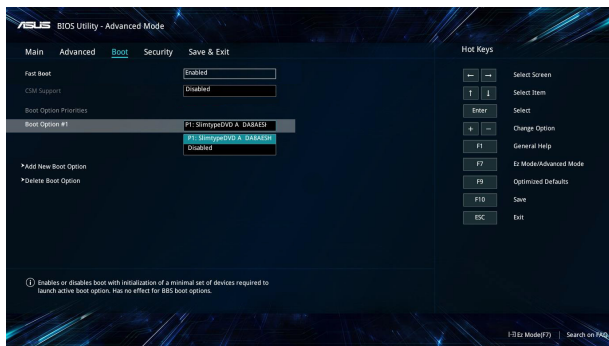 ASUS BIOS Utility - Advanced Mode
Main Advanced Boot Security Save & Exit
Hot Keys
Fast Boot Enabled
CSM Support Disabled
Boot Option Priorities
Boot Option #1 P1: SlimtypeDVD A DA8AESH
P1: SlimtypeDVD A DA8AESH
Disabled
>Add New Boot Option
>Delete Boot Option
← → Select Screen
↑ ↓ Select Item
Enter Select
+ − Change Option
F1 General Help
F7 Ez Mode/Advanced Mode
F9 Optimized Defaults
F10 Save
ESC Exit
Enables or disables boot with initialization of a minimal set of devices required to
launch active boot option. Has no effect for BBS boot options.
Ez Mode(F7) | Search on FAQ